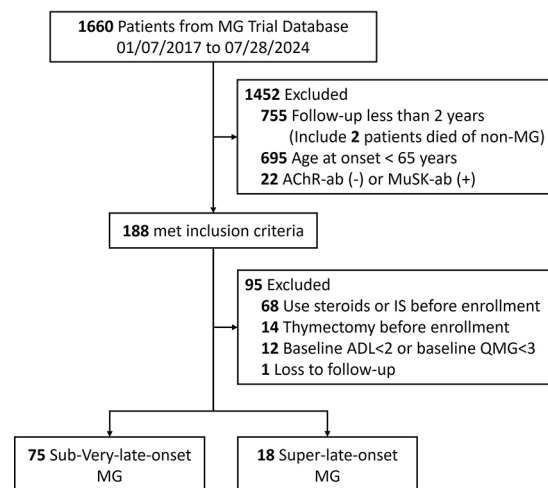 1660 Patients from MG Trial Database
01/07/2017 to 07/28/2024
1452 Excluded
755 Follow-up less than 2 years
(Include 2 patients died of non-MG)
695 Age at onset < 65 years
22 AChR-ab (-) or MuSK-ab (+)
188 met inclusion criteria
95 Excluded
68 Use steroids or IS before enrollment
14 Thymectomy before enrollment
12 Baseline ADL<2 or baseline QMG<3
1 Loss to follow-up
75 Sub-Very-late-onset
MG
18 Super-late-onset
MG